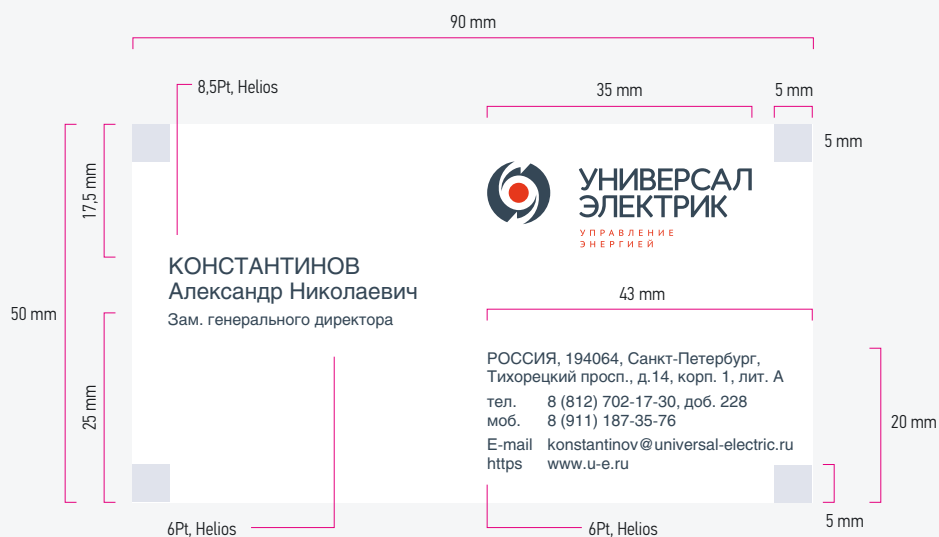 90 mm
8,5Pt, Helios
35 mm
5 mm
5 mm
17,5 mm
УНИВЕРСАЛ
ЭЛЕКТРИК
УПРАВЛЕНИЕ
ЭНЕРГИЕЙ
КОНСТАНТИНОВ
Александр Николаевич
Зам. генерального директора
43 mm
50 mm
25 mm
РОССИЯ, 194064, Санкт-Петербург,
Тихорецкий просп., д.14, корп. 1, лит. А
тел. 8 (812) 702-17-30, доб. 228
моб. 8 (911) 187-35-76
E-mail konstantinov@universal-electric.ru
https www.u-e.ru
20 mm
5 mm
6Pt, Helios
6Pt, Helios